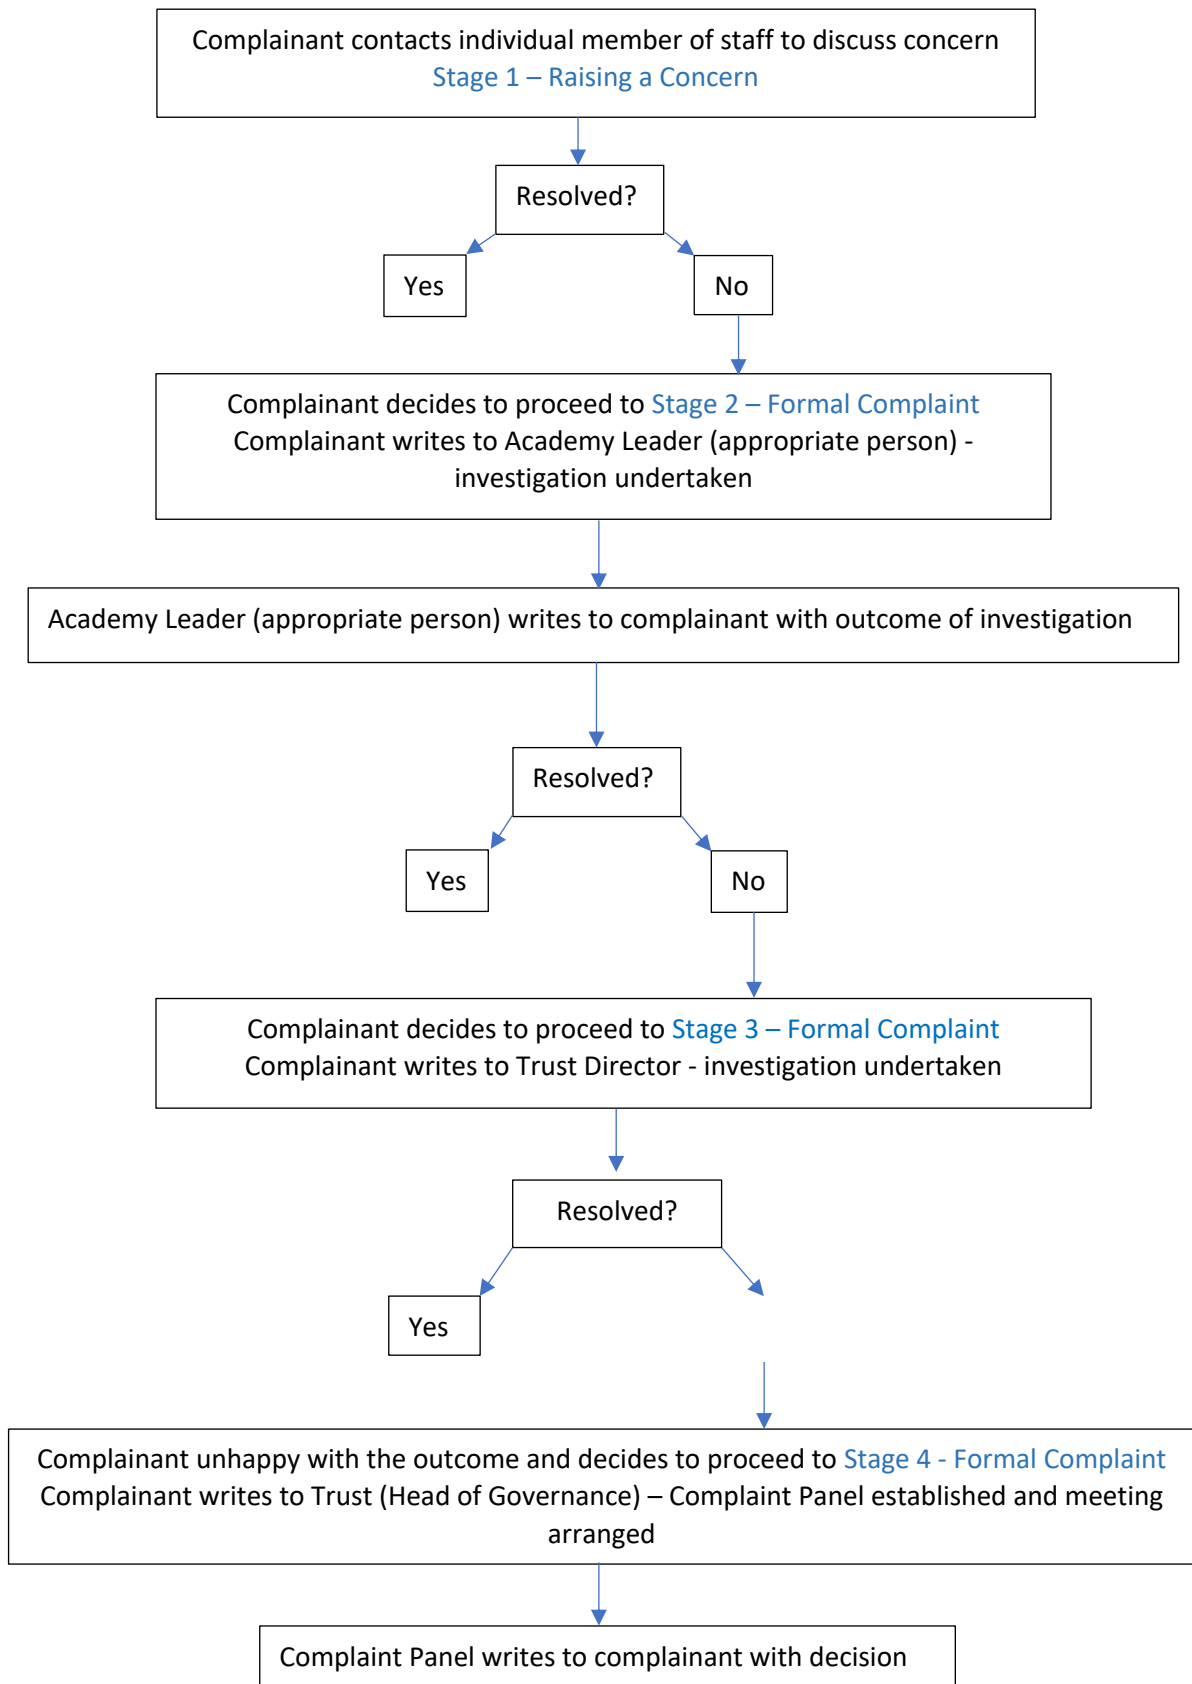 Complainant contacts individual member of staff to discuss concern
Stage 1 – Raising a Concern
Resolved?
Yes
No
Complainant decides to proceed to Stage 2 – Formal Complaint
Complainant writes to Academy Leader (appropriate person) -
investigation undertaken
Academy Leader (appropriate person) writes to complainant with outcome of investigation
Resolved?
Yes
No
Complainant decides to proceed to Stage 3 – Formal Complaint
Complainant writes to Trust Director - investigation undertaken
Resolved?
Yes
Complainant unhappy with the outcome and decides to proceed to Stage 4 - Formal Complaint
Complainant writes to Trust (Head of Governance) – Complaint Panel established and meeting
arranged
Complaint Panel writes to complainant with decision